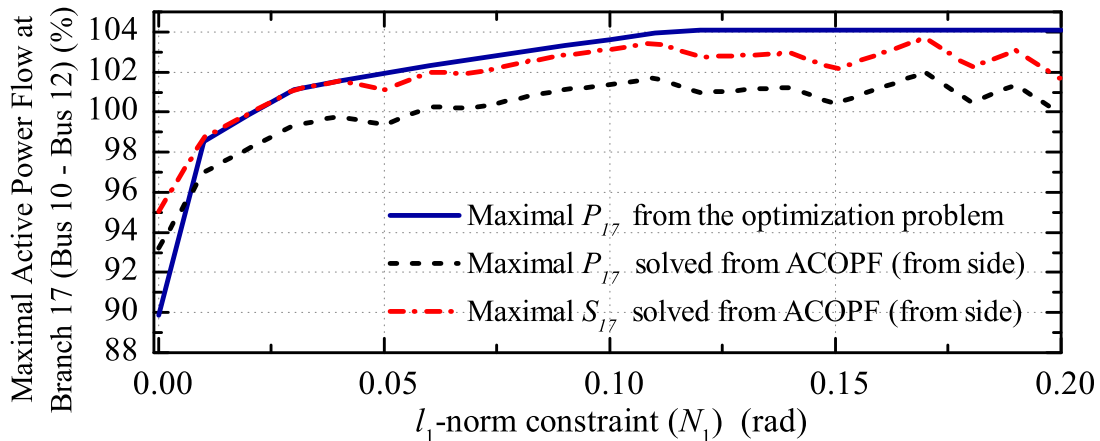 Maximal Active Power Flow at
Branch 17 (Bus 10 - Bus 12) (%)
104
102
100
98
96
94
92
90
88
Maximal P17 from the optimization problem
Maximal P17 solved from ACOPF (from side)
Maximal S17 solved from ACOPF (from side)
0.00 0.05 0.10 0.15 0.20
l1-norm constraint (N1) (rad)